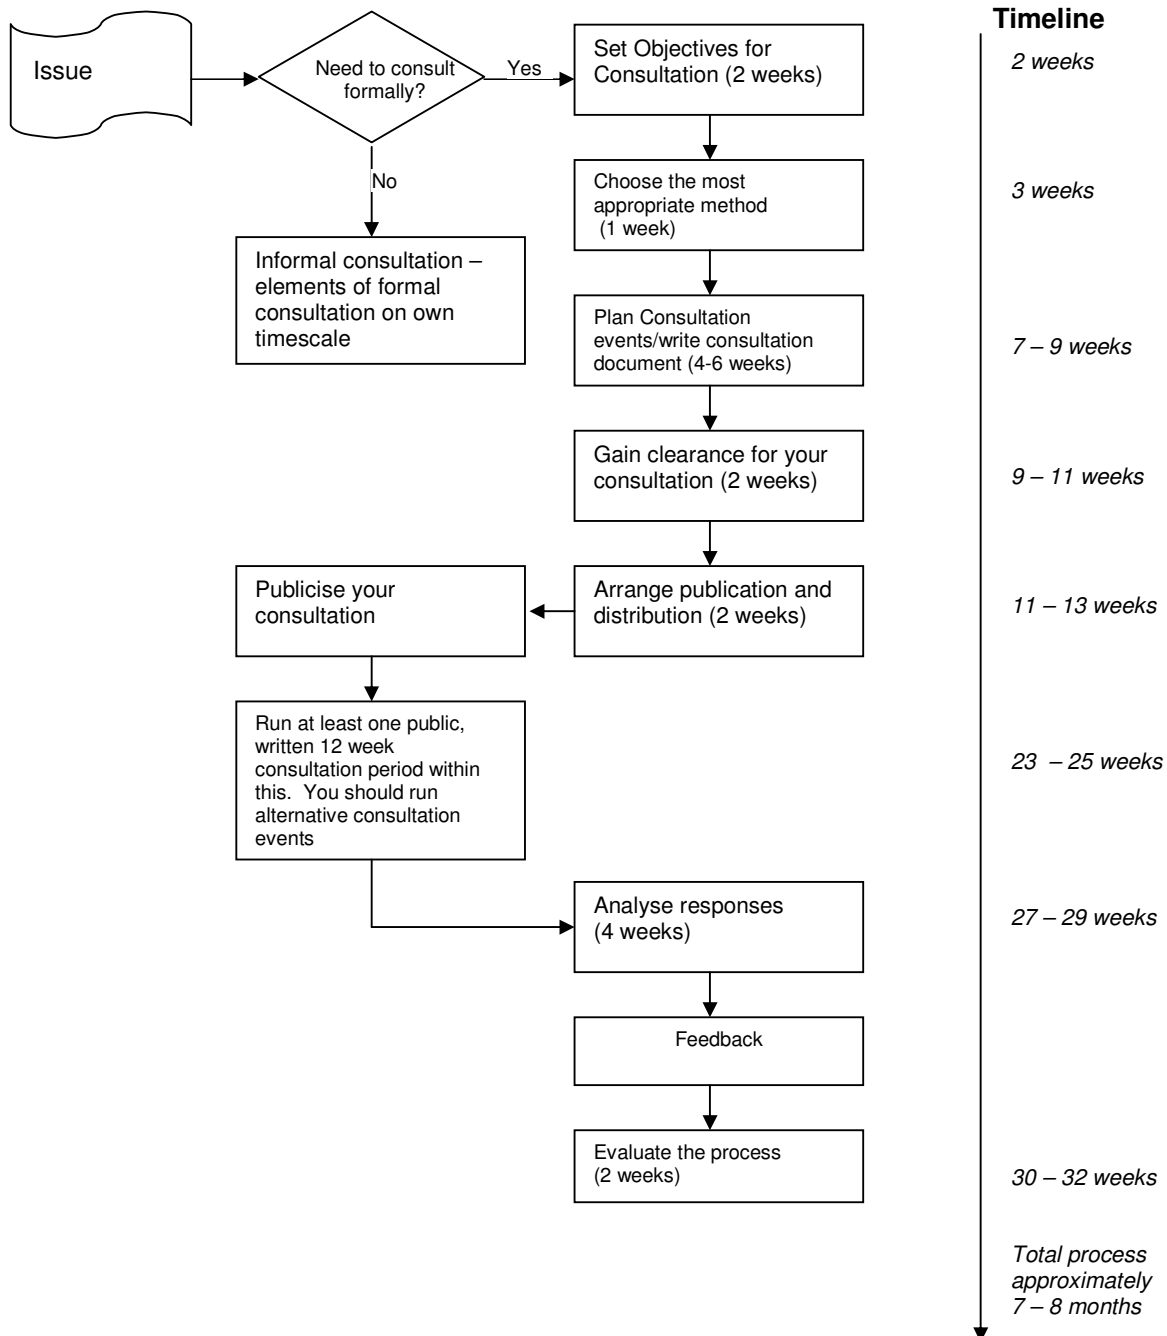 Timeline
Issue
Need to consult
formally?
Yes
Set Objectives for
Consultation (2 weeks)
2 weeks
No
Choose the most
appropriate method
(1 week)
3 weeks
Informal consultation –
elements of formal
consultation on own
timescale
Plan Consultation
events/write consultation
document (4-6 weeks)
7 – 9 weeks
Gain clearance for your
consultation (2 weeks)
9 – 11 weeks
Arrange publication and
distribution (2 weeks)
11 – 13 weeks
Publicise your
consultation
Run at least one public,
written 12 week
consultation period within
this. You should run
alternative consultation
events
23 – 25 weeks
Analyse responses
(4 weeks)
27 – 29 weeks
Feedback
Evaluate the process
(2 weeks)
30 – 32 weeks
Total process
approximately
7 – 8 months